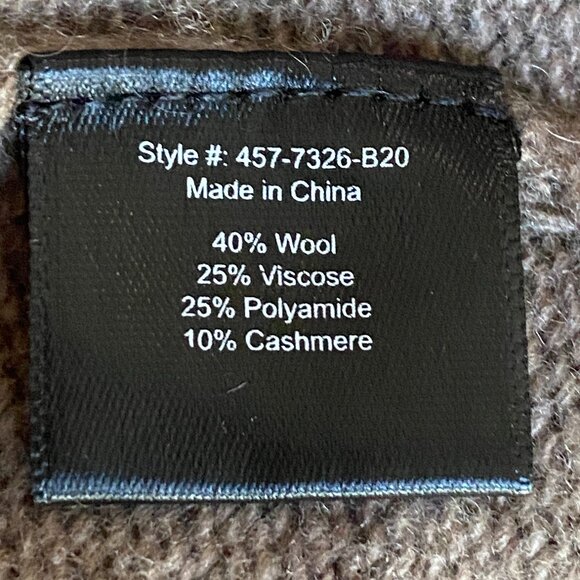 Style #: 457-7326-B20
Made in China
40% Wool
25% Viscose
25% Polyamide
10% Cashmere